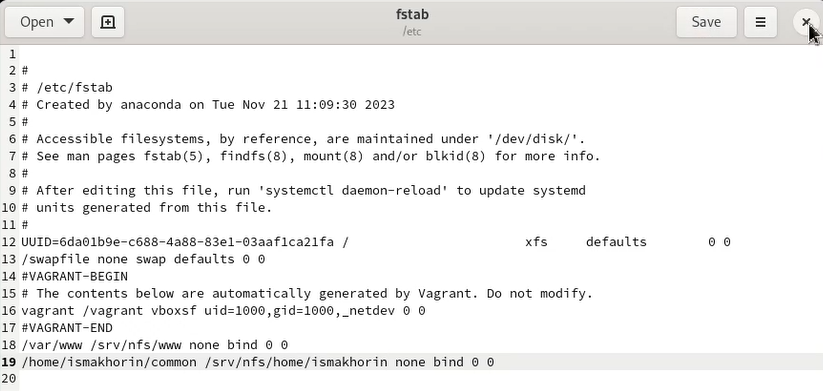 Open
fstab
/etc
Save
1
2 #
3 # /etc/fstab
4 # Created by anaconda on Tue Nov 21 11:09:30 2023
5 #
6 # Accessible filesystems, by reference, are maintained under '/dev/disk/'.
7 # See man pages fstab(5), findfs(8), mount(8) and/or blkid(8) for more info.
8 #
9 # After editing this file, run 'systemctl daemon-reload' to update systemd
10 # units generated from this file.
11 #
12 UUID=6da01b9e-c688-4a88-83e1-03aaf1ca21fa /                       xfs     defaults        0 0
13 /swapfile none swap defaults 0 0
14 #VAGRANT-BEGIN
15 # The contents below are automatically generated by Vagrant. Do not modify.
16 vagrant /vagrant vboxsf uid=1000,gid=1000,_netdev 0 0
17 #VAGRANT-END
18 /var/www /srv/nfs/www none bind 0 0
19 /home/ismakhorin/common /srv/nfs/home/ismakhorin none bind 0 0
20